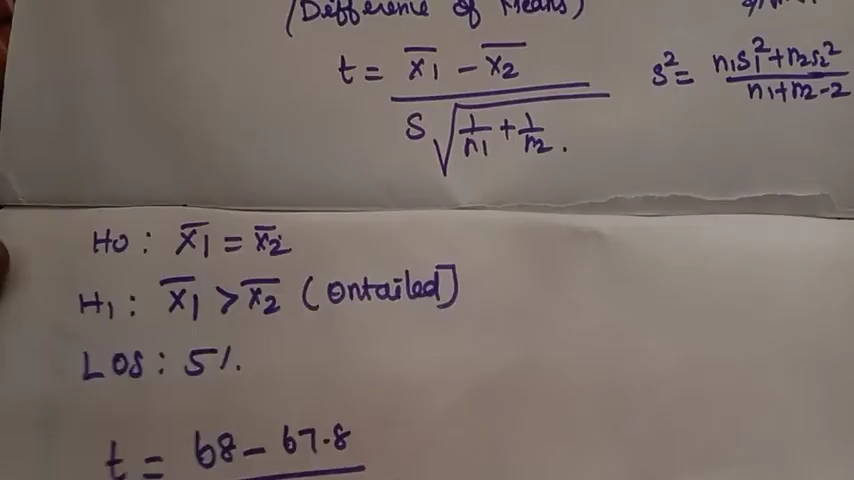 (Difference of Means)
t = x̄1 – x̄2 / S √(1/n1 + 1/n2).
s² = n1s1² + n2s2² / n1+n2-2
H0 : x̄1 = x̄2
H1 : x̄1 > x̄2 (ontailed]
LOS : 5%.
t = 68 – 67.8